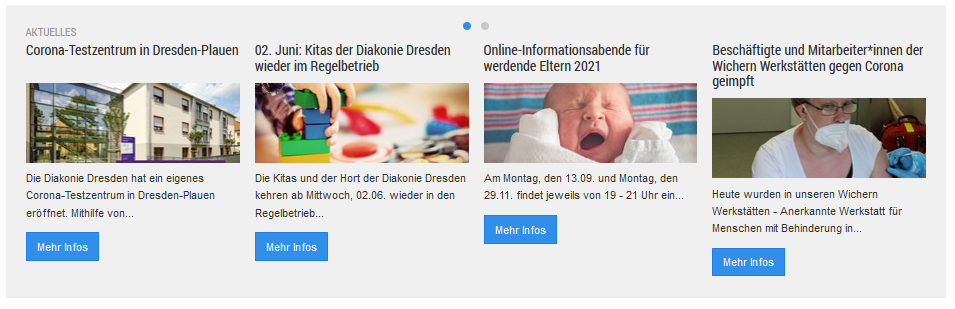 AKTUELLES
Corona-Testzentrum in Dresden-Plauen
Die Diakonie Dresden hat ein eigenes
Corona-Testzentrum in Dresden-Plauen
eröffnet. Mithilfe von...
Mehr Infos
02. Juni: Kitas der Diakonie Dresden
wieder im Regelbetrieb
Die Kitas und der Hort der Diakonie Dresden
kehren ab Mittwoch, 02.06. wieder in den
Regelbetrieb...
Mehr Infos
Online-Informationsabende für
werdende Eltern 2021
Am Montag, den 13.09. und Montag, den
29.11. findet jeweils von 19 - 21 Uhr ein...
Mehr Infos
Beschäftigte und Mitarbeiter*innen der
Wichern Werkstätten gegen Corona
geimpft
Heute wurden in unseren Wichern
Werkstätten - Anerkannte Werkstatt für
Menschen mit Behinderung in...
Mehr Infos